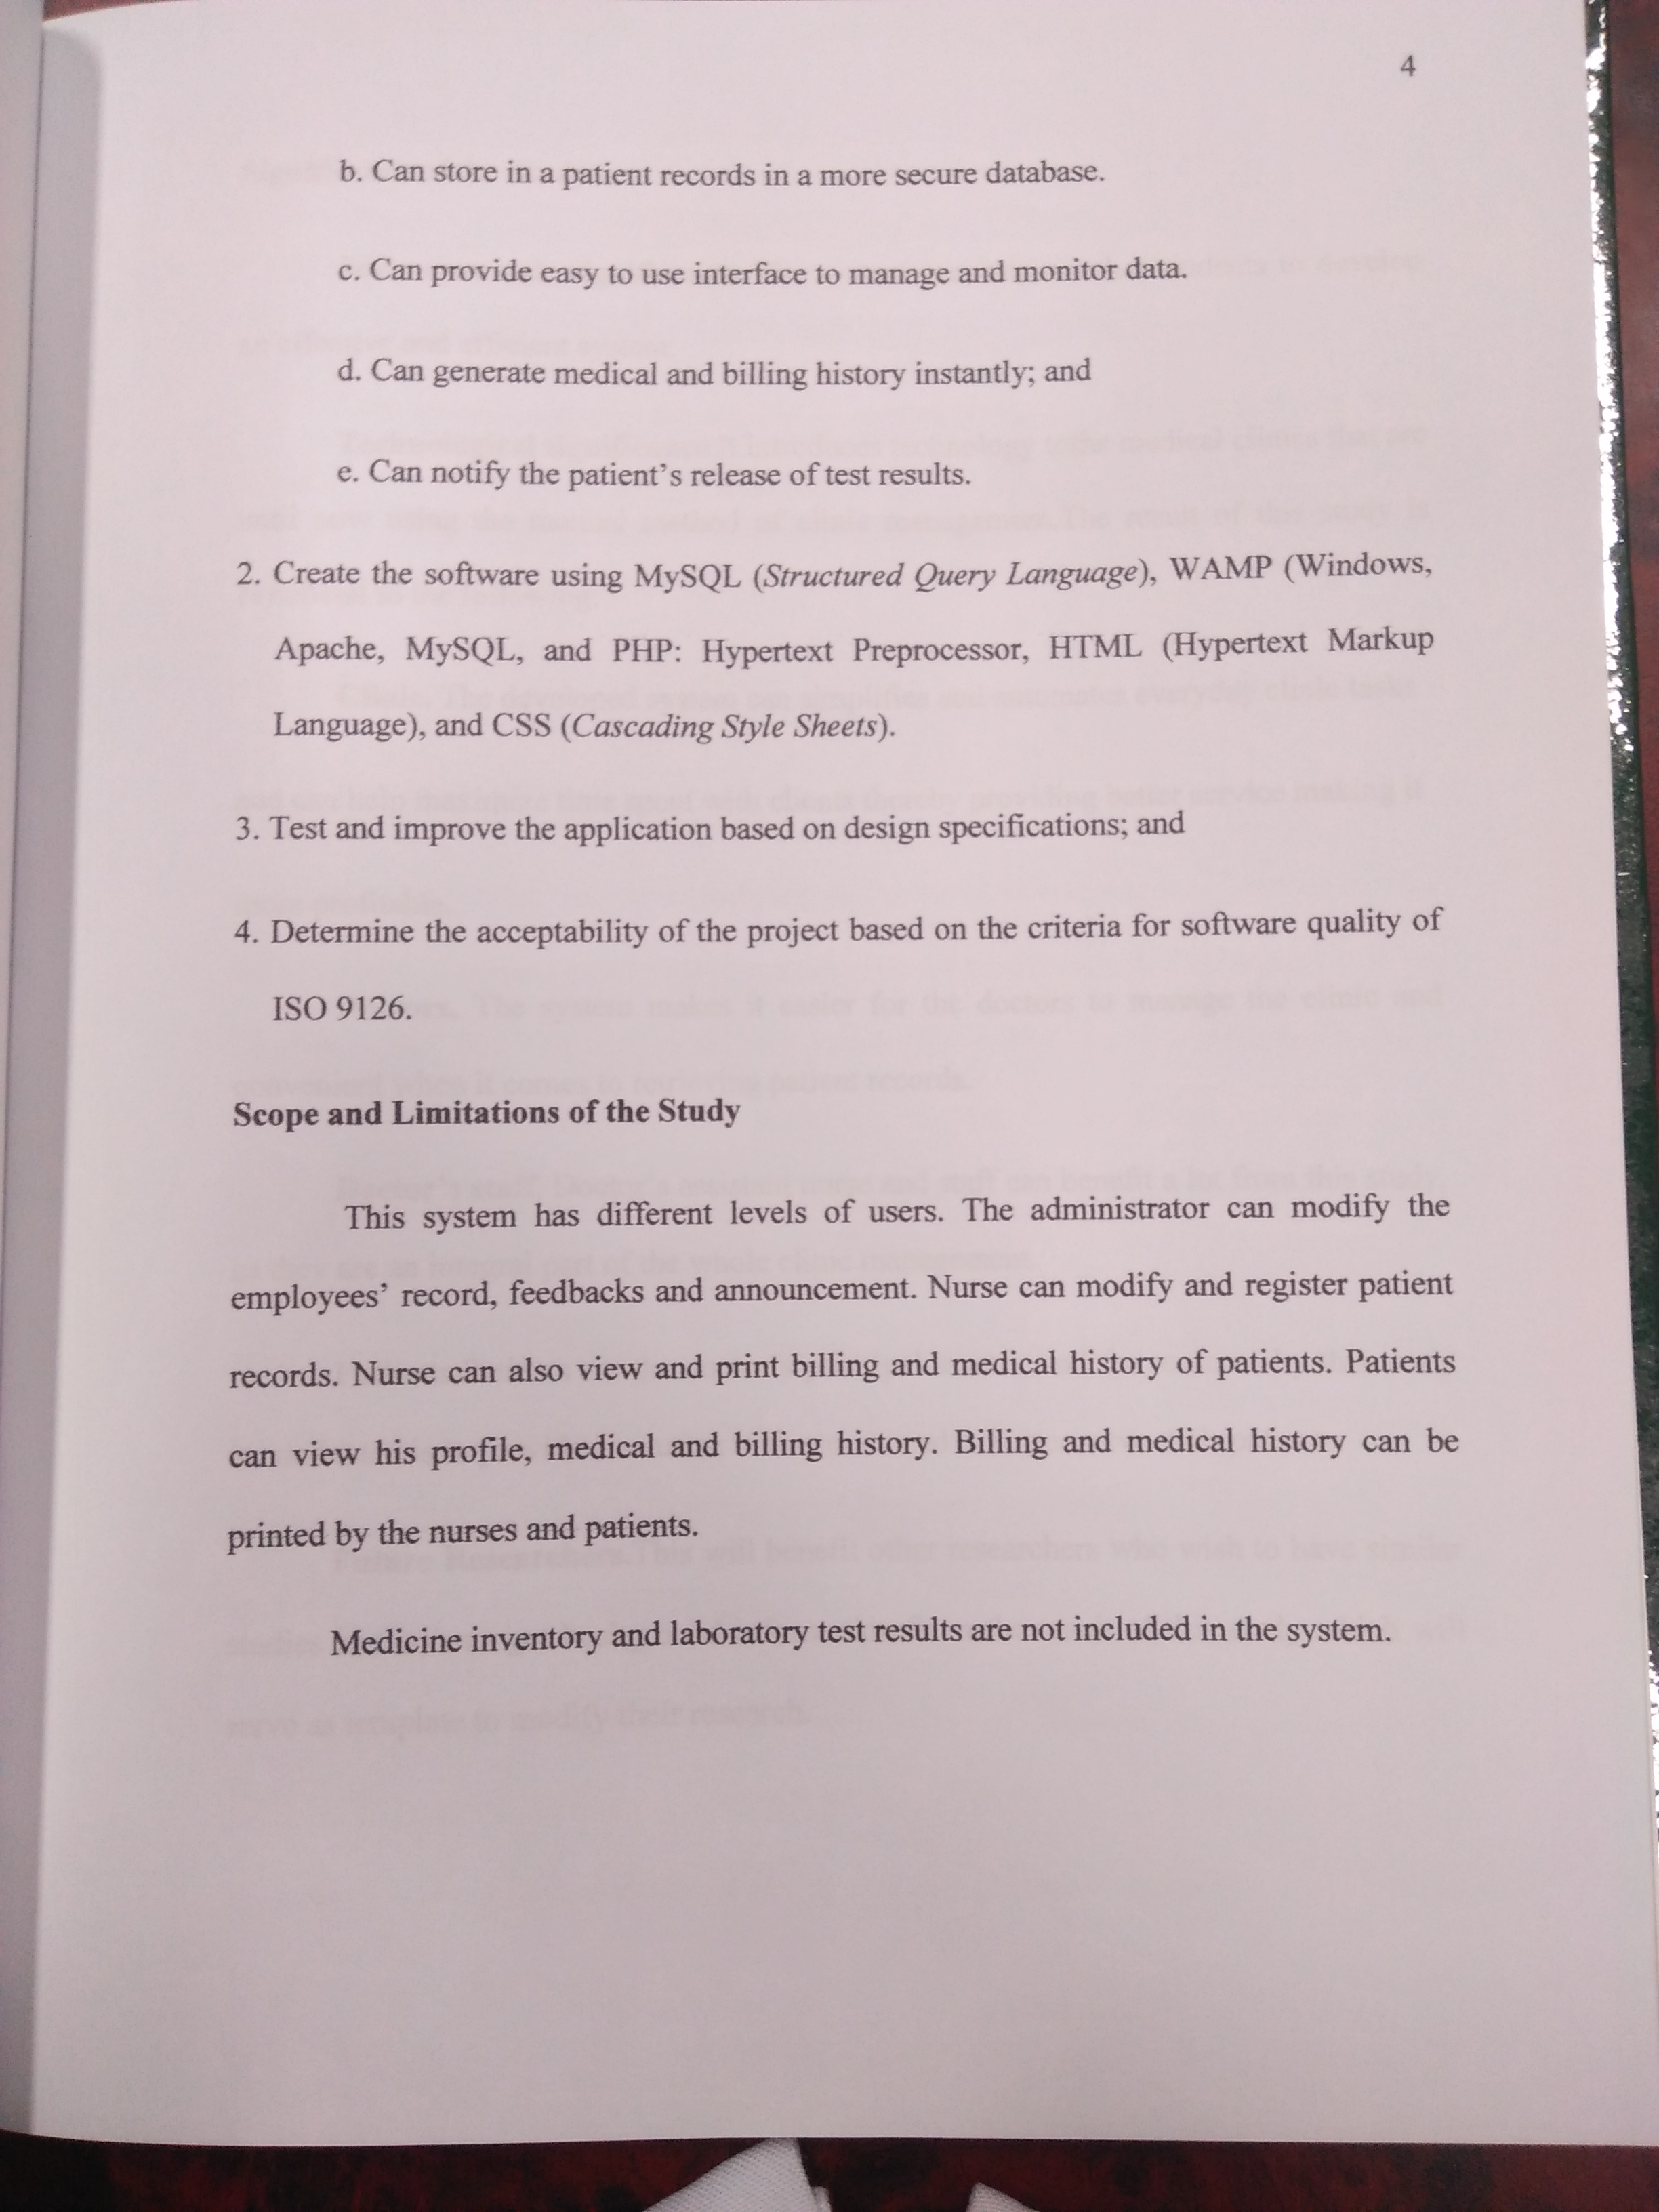 4
b. Can store in a patient records in a more secure database.
c. Can provide easy to use interface to manage and monitor data.
d. Can generate medical and billing history instantly; and
e. Can notify the patient's release of test results.
2. Create the software using MySQL (Structured Query Language), WAMP (Windows,
Apache, MySQL, and PHP: Hypertext Preprocessor, HTML (Hypertext Markup
Language), and CSS (Cascading Style Sheets).
3. Test and improve the application based on design specifications; and
4. Determine the acceptability of the project based on the criteria for software quality of
ISO 9126.
Scope and Limitations of the Study
This system has different levels of users. The administrator can modify the
employees' record, feedbacks and announcement. Nurse can modify and register patient
records. Nurse can also view and print billing and medical history of patients. Patients
can view his profile, medical and billing history. Billing and medical history can be
printed by the nurses and patients.
Medicine inventory and laboratory test results are not included in the system.